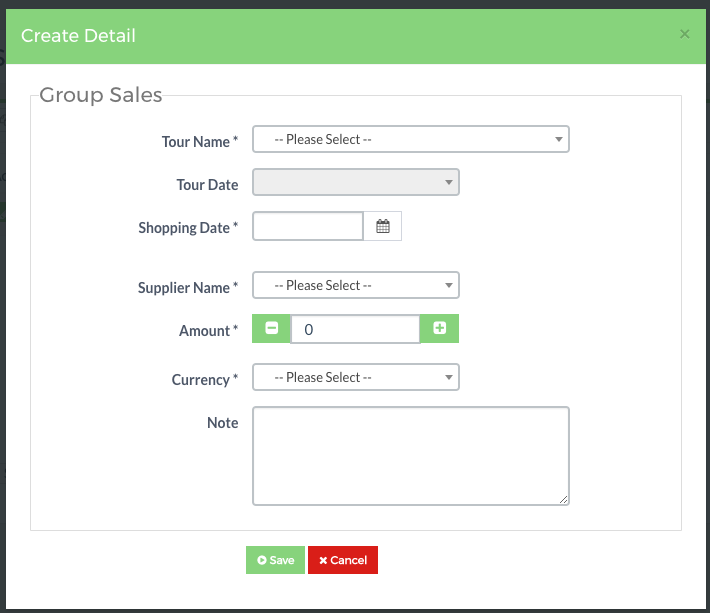 Create Detail ×
Group Sales
Tour Name * -- Please Select --
Tour Date
Shopping Date *
Supplier Name * -- Please Select --
Amount * 0
Currency * -- Please Select --
Note
Save Cancel